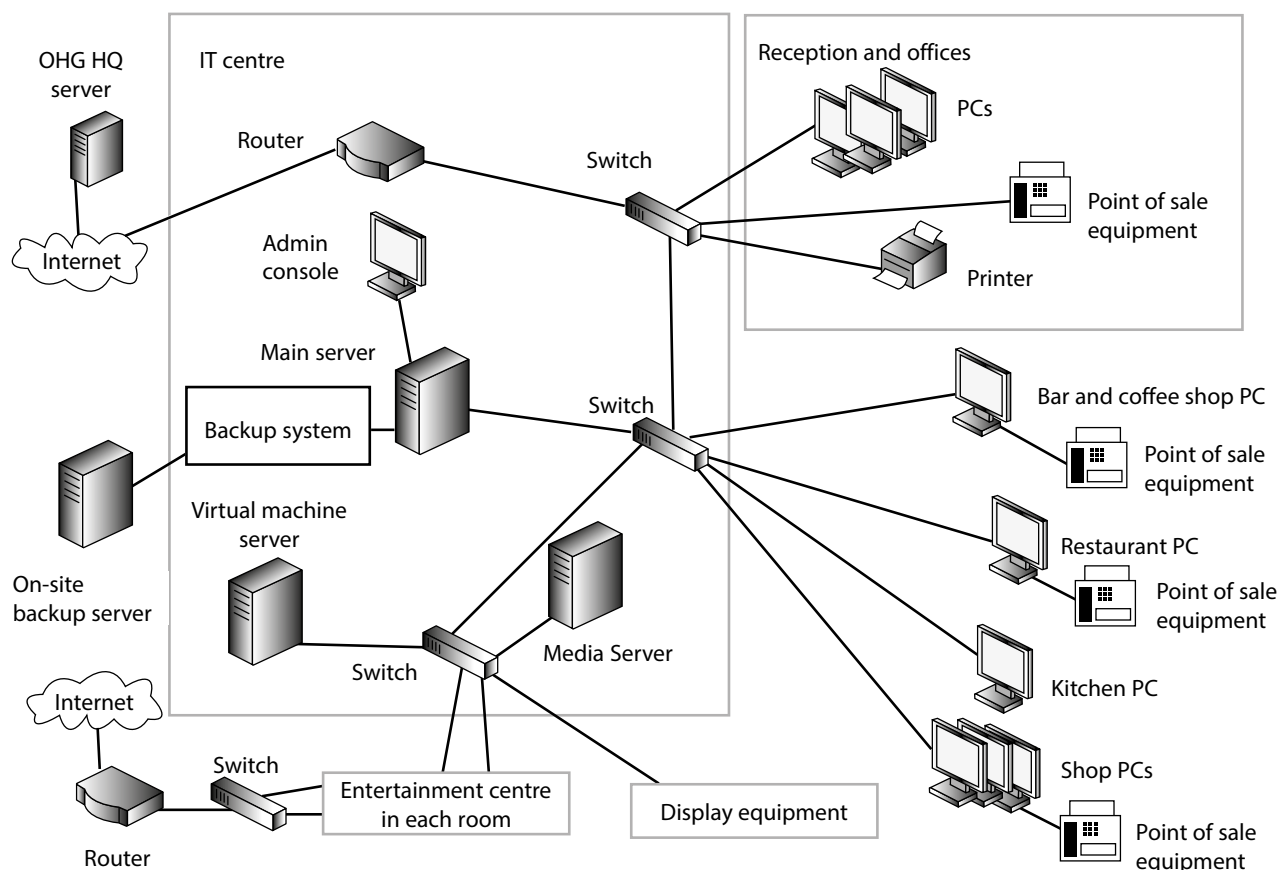 OHG HQ
server
IT centre
Reception and offices
PCs
Router
Switch
Point of sale
equipment
Internet
Admin
console
Printer
Main server
Switch
Bar and coffee shop PC
Backup system
Point of sale
equipment
Virtual machine
server
Restaurant PC
On-site
backup server
Point of sale
equipment
Switch
Media Server
Kitchen PC
Internet
Switch
Shop PCs
Entertainment centre
in each room
Display equipment
Point of sale
equipment
Router